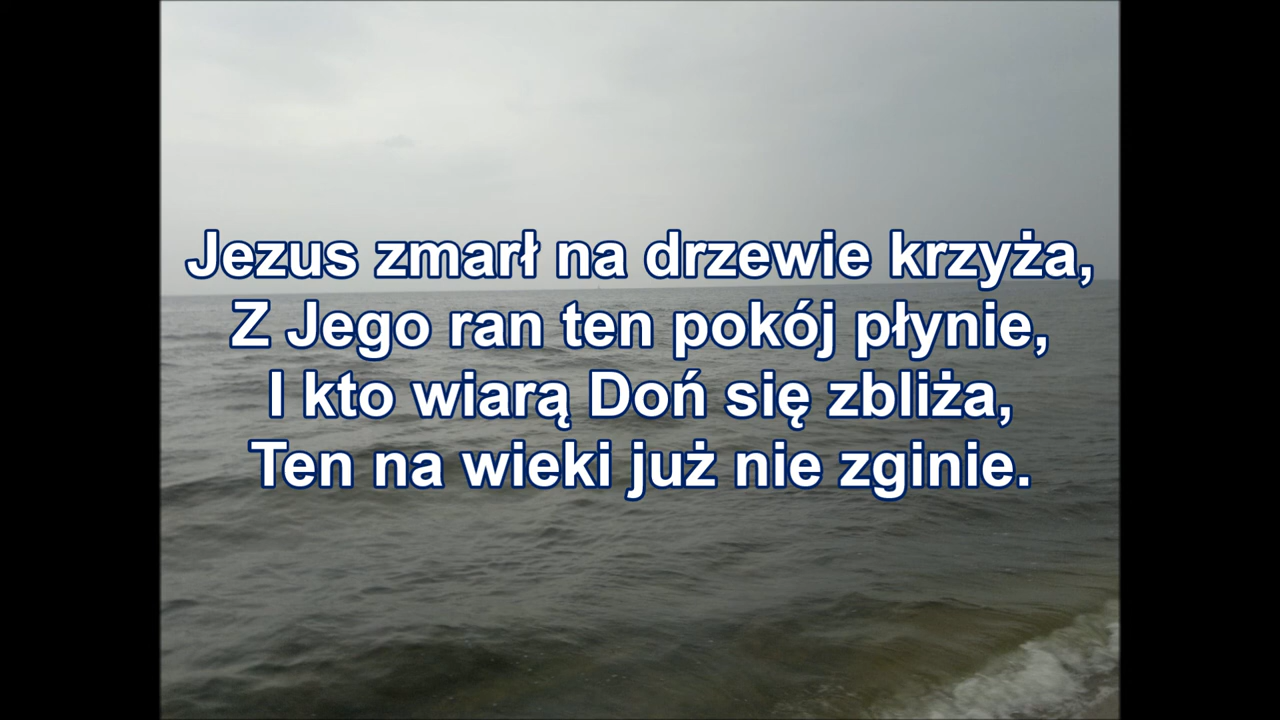 Jezus zmarł na drzewie krzyża,
Z Jego ran ten pokój płynie,
I kto wiarą Doń się zbliża,
Ten na wieki już nie zginie.